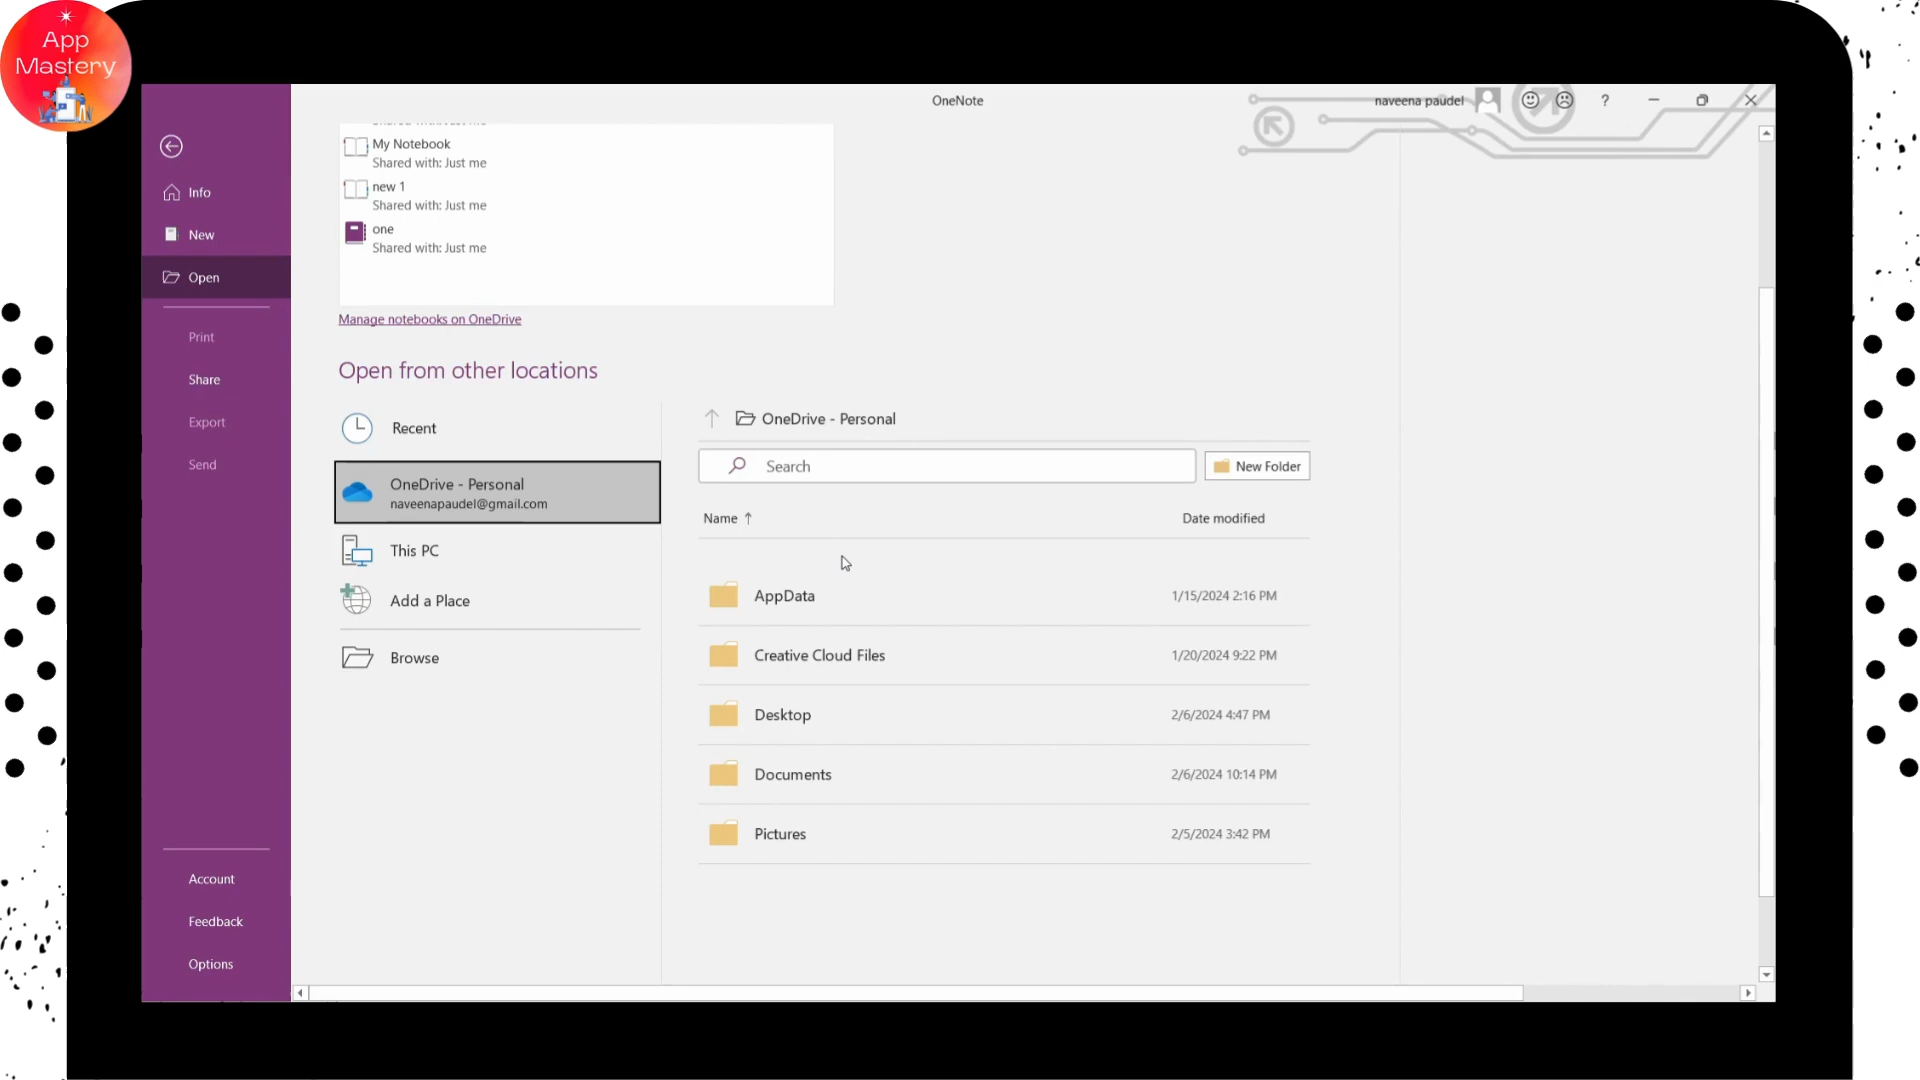 App
Mastery
OneNote
naveena paudel
?
My Notebook
Shared with: Just me
new 1
Shared with: Just me
one
Shared with: Just me
Manage notebooks on OneDrive
Info
New
Open
Print
Share
Export
Send
Account
Feedback
Options
Open from other locations
Recent
OneDrive - Personal
naveenapaudel@gmail.com
This PC
Add a Place
Browse
OneDrive - Personal
Search
New Folder
Name
Date modified
AppData 1/15/2024 2:16 PM
Creative Cloud Files 1/20/2024 9:22 PM
Desktop 2/6/2024 4:47 PM
Documents 2/6/2024 10:14 PM
Pictures 2/5/2024 3:42 PM